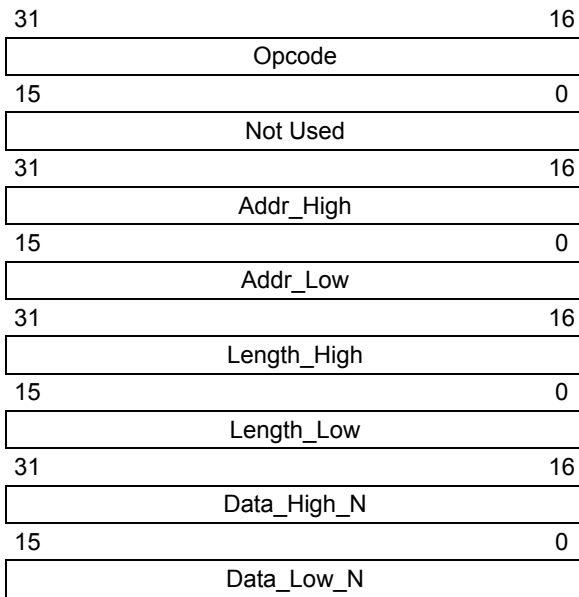 31 16
Opcode
15 0
Not Used
31 16
Addr_High
15 0
Addr_Low
31 16
Length_High
15 0
Length_Low
31 16
Data_High_N
15 0
Data_Low_N